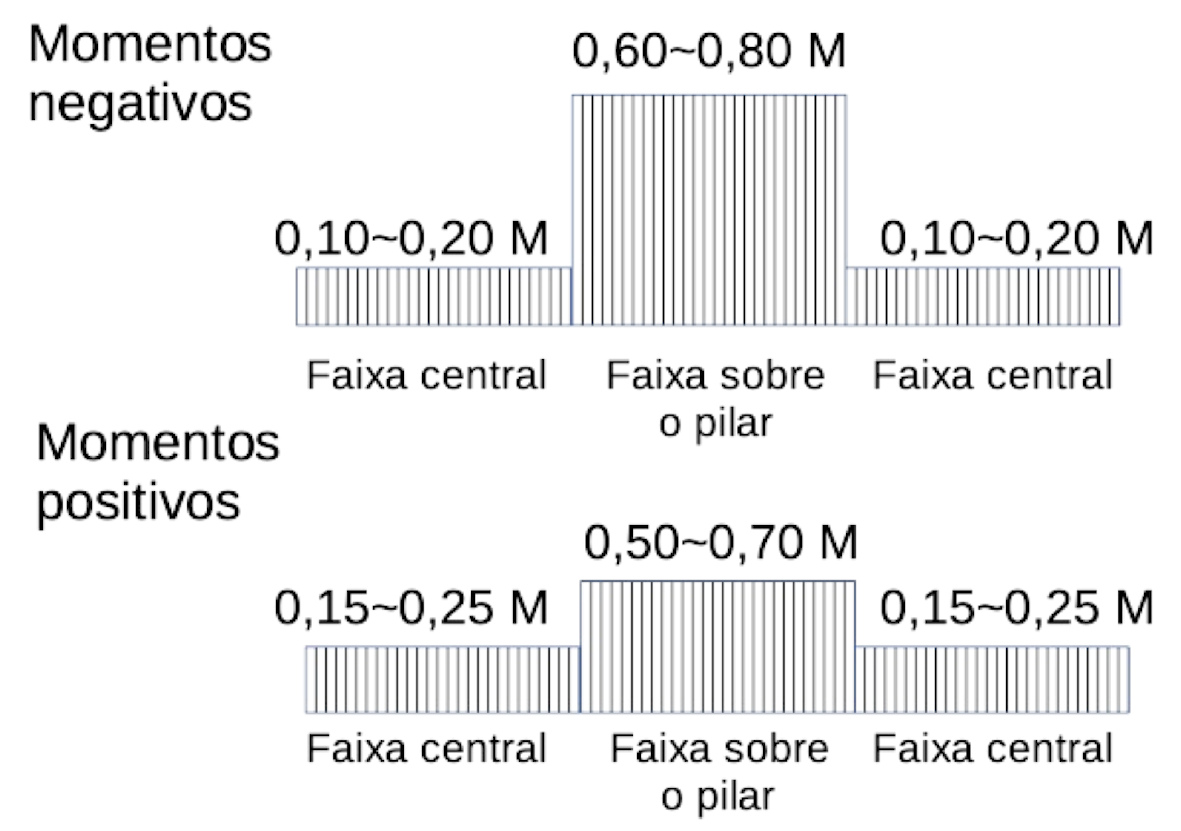 Momentos
negativos
0,60~0,80 M
0,10~0,20 M
0,10~0,20 M
Faixa central
Faixa sobre
o pilar
Faixa central
Momentos
positivos
0,50~0,70 M
0,15~0,25 M
0,15~0,25 M
Faixa central
Faixa sobre
o pilar
Faixa central